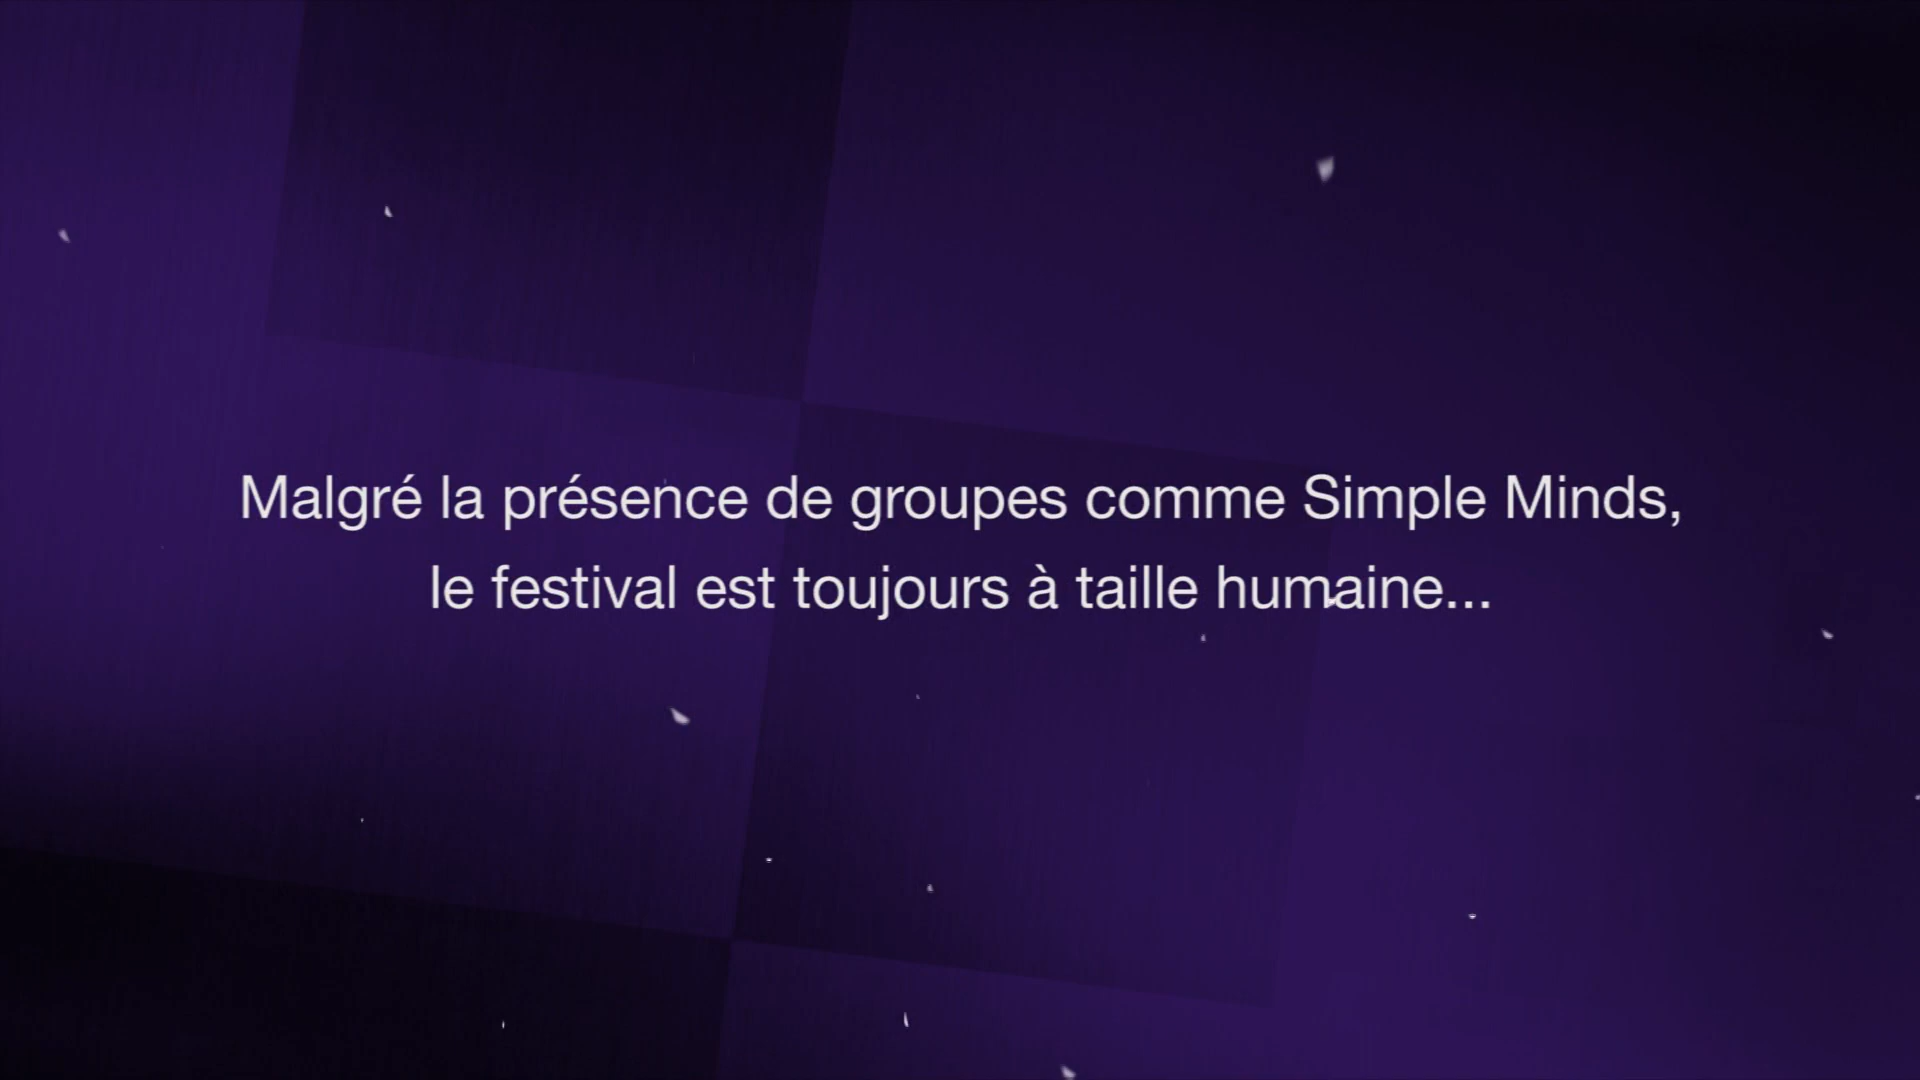 Malgré la présence de groupes comme Simple Minds,
le festival est toujours à taille humaine...